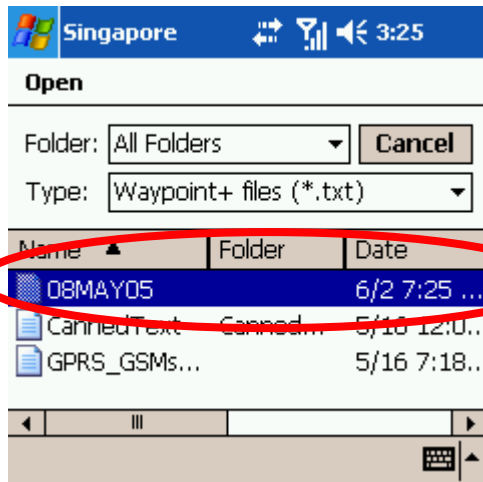 Singapore 3:25
Open
Folder: All Folders Cancel
Type: Waypoint+ files (*.txt)
Name Folder Date
08MAY05 6/2 7:25 ...
CannedText Canned... 5/16 12:0..
GPRS_GSMs... 5/16 7:18..